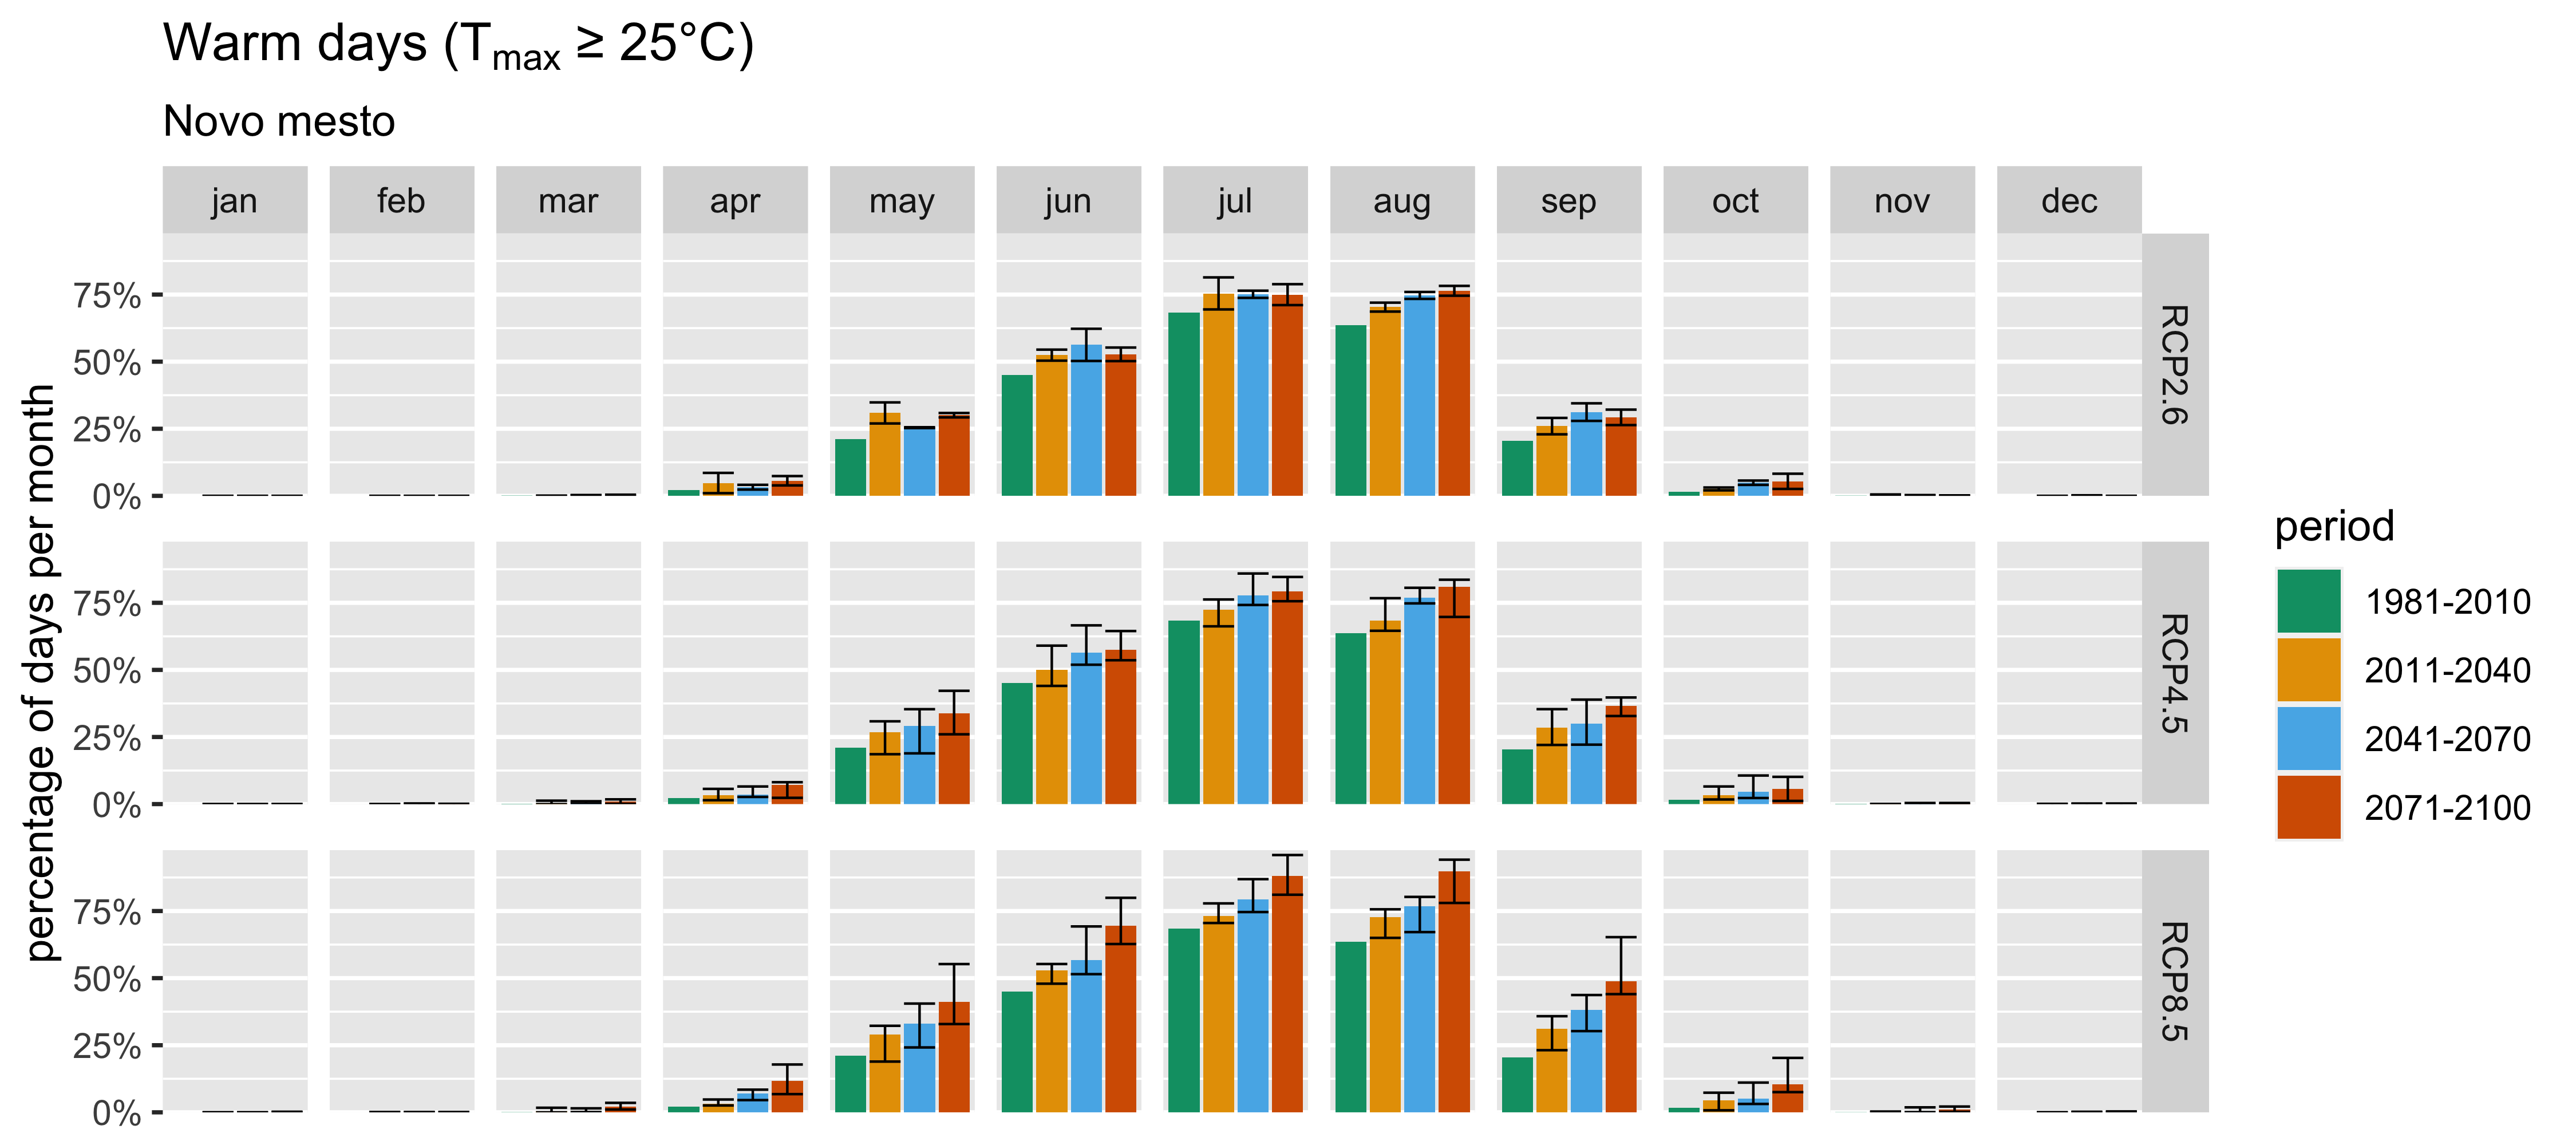 Warm days (Tmax ≥ 25°C)
Novo mesto
jan feb mar apr may jun jul aug sep oct nov dec
percentage of days per month
75%
50%
25%
0%
RCP2.6
75%
50%
25%
0%
RCP4.5
75%
50%
25%
0%
RCP8.5
period
1981-2010
2011-2040
2041-2070
2071-2100